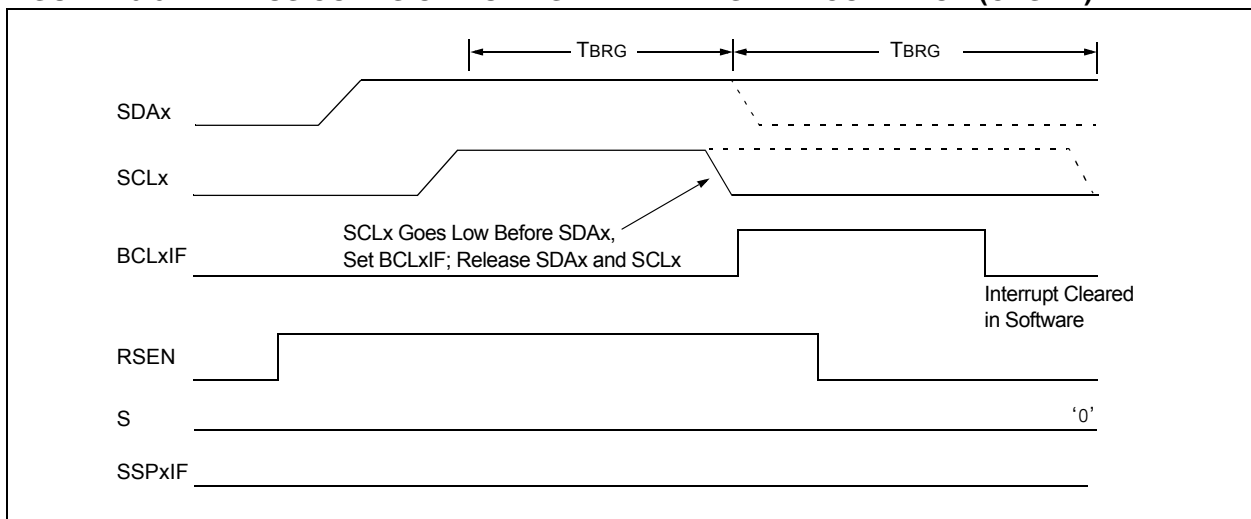 TBRG TBRG
SDAx
SCLx
SCLx Goes Low Before SDAx,
Set BCLxIF; Release SDAx and SCLx
BCLxIF
Interrupt Cleared
in Software
RSEN
S
'0'
SSPxIF